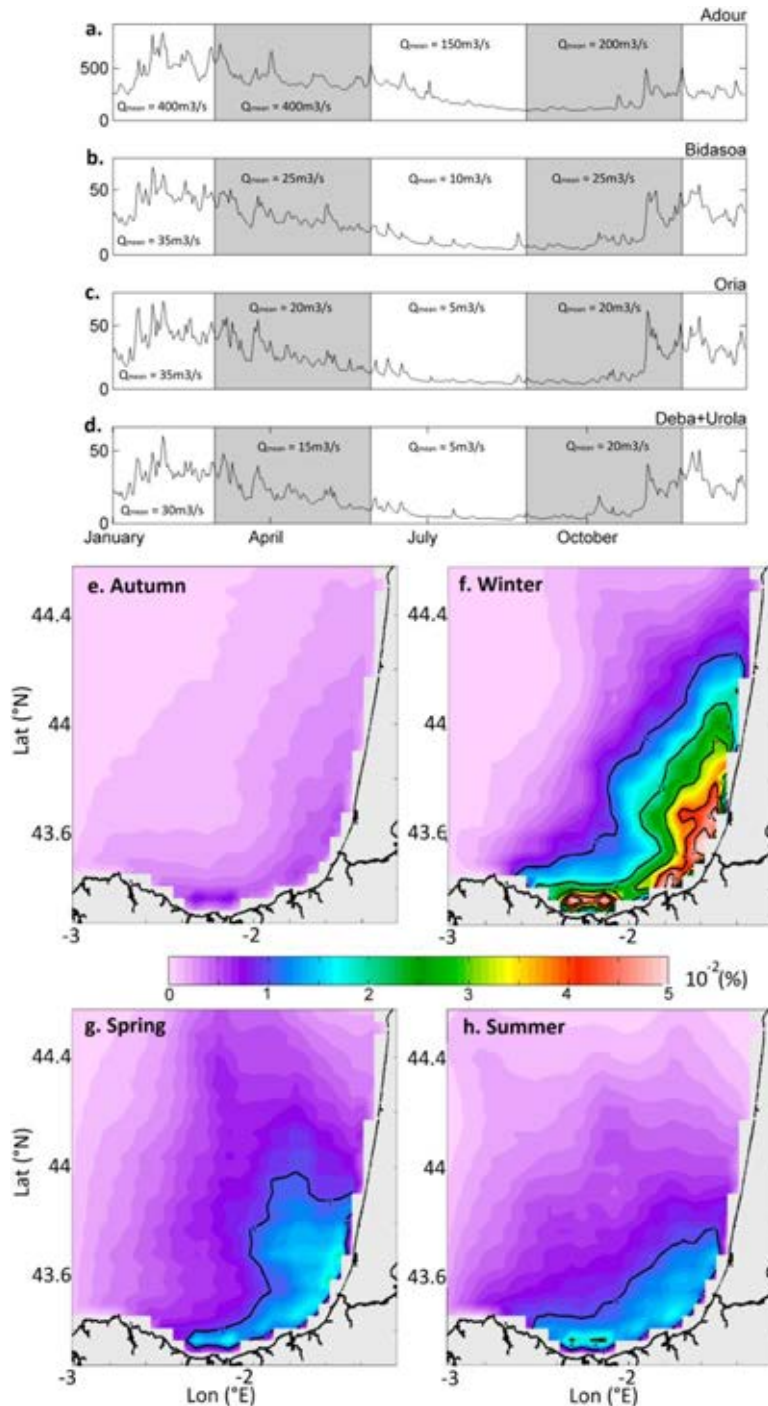 Adour
a.
Qmean = 150m3/s
Qmean = 200m3/s
500
Qmean = 400m3/s
Qmean = 400m3/s
0
Bidasoa
b.
Qmean = 25m3/s
Qmean = 10m3/s
Qmean = 25m3/s
50
Qmean = 35m3/s
0
Oria
c.
Qmean = 20m3/s
Qmean = 5m3/s
Qmean = 20m3/s
50
Qmean = 35m3/s
0
Deba+Urola
d.
Qmean = 15m3/s
Qmean = 5m3/s
Qmean = 20m3/s
50
Qmean = 30m3/s
0
January April July October
e. Autumn
44.4
44
43.6
Lat (°N)
-3 -2
f. Winter
44.4
44
43.6
-3 -2
0 1 2 3 4 5
10-2(%)
g. Spring
44.4
44
43.6
Lat (°N)
-3 -2
Lon (°E)
h. Summer
44.4
44
43.6
-3 -2
Lon (°E)